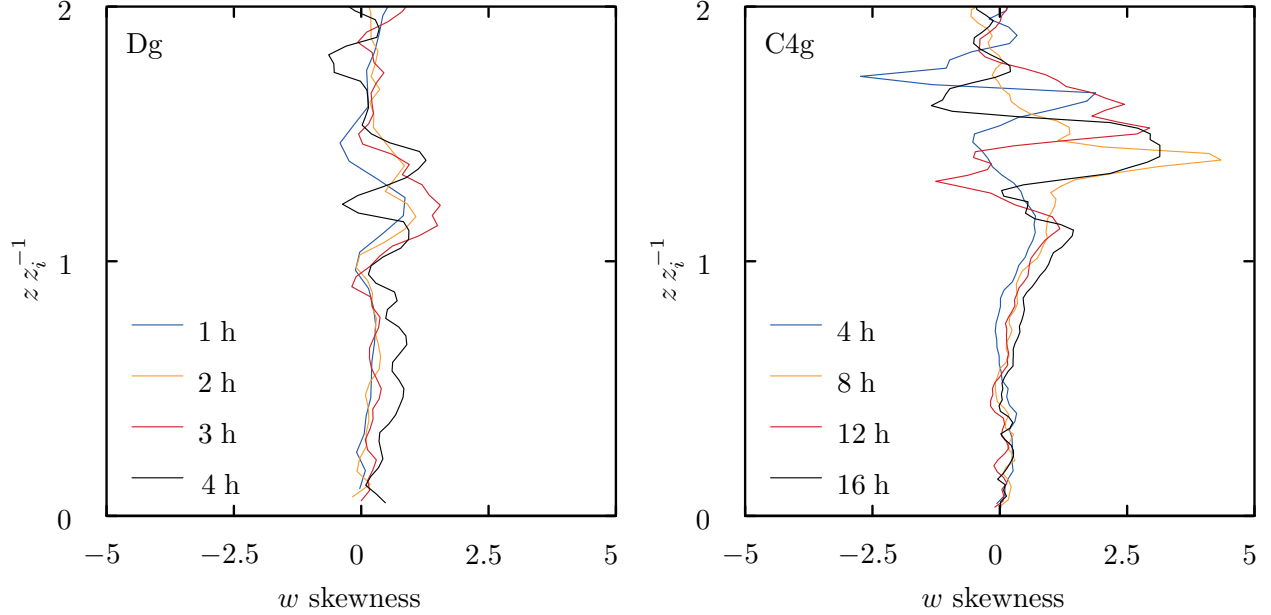 Dg
2
1
0
z z_i^{-1}
1 h
2 h
3 h
4 h
−5
−2.5
0
2.5
5
w skewness
C4g
2
1
0
z z_i^{-1}
4 h
8 h
12 h
16 h
−5
−2.5
0
2.5
5
w skewness